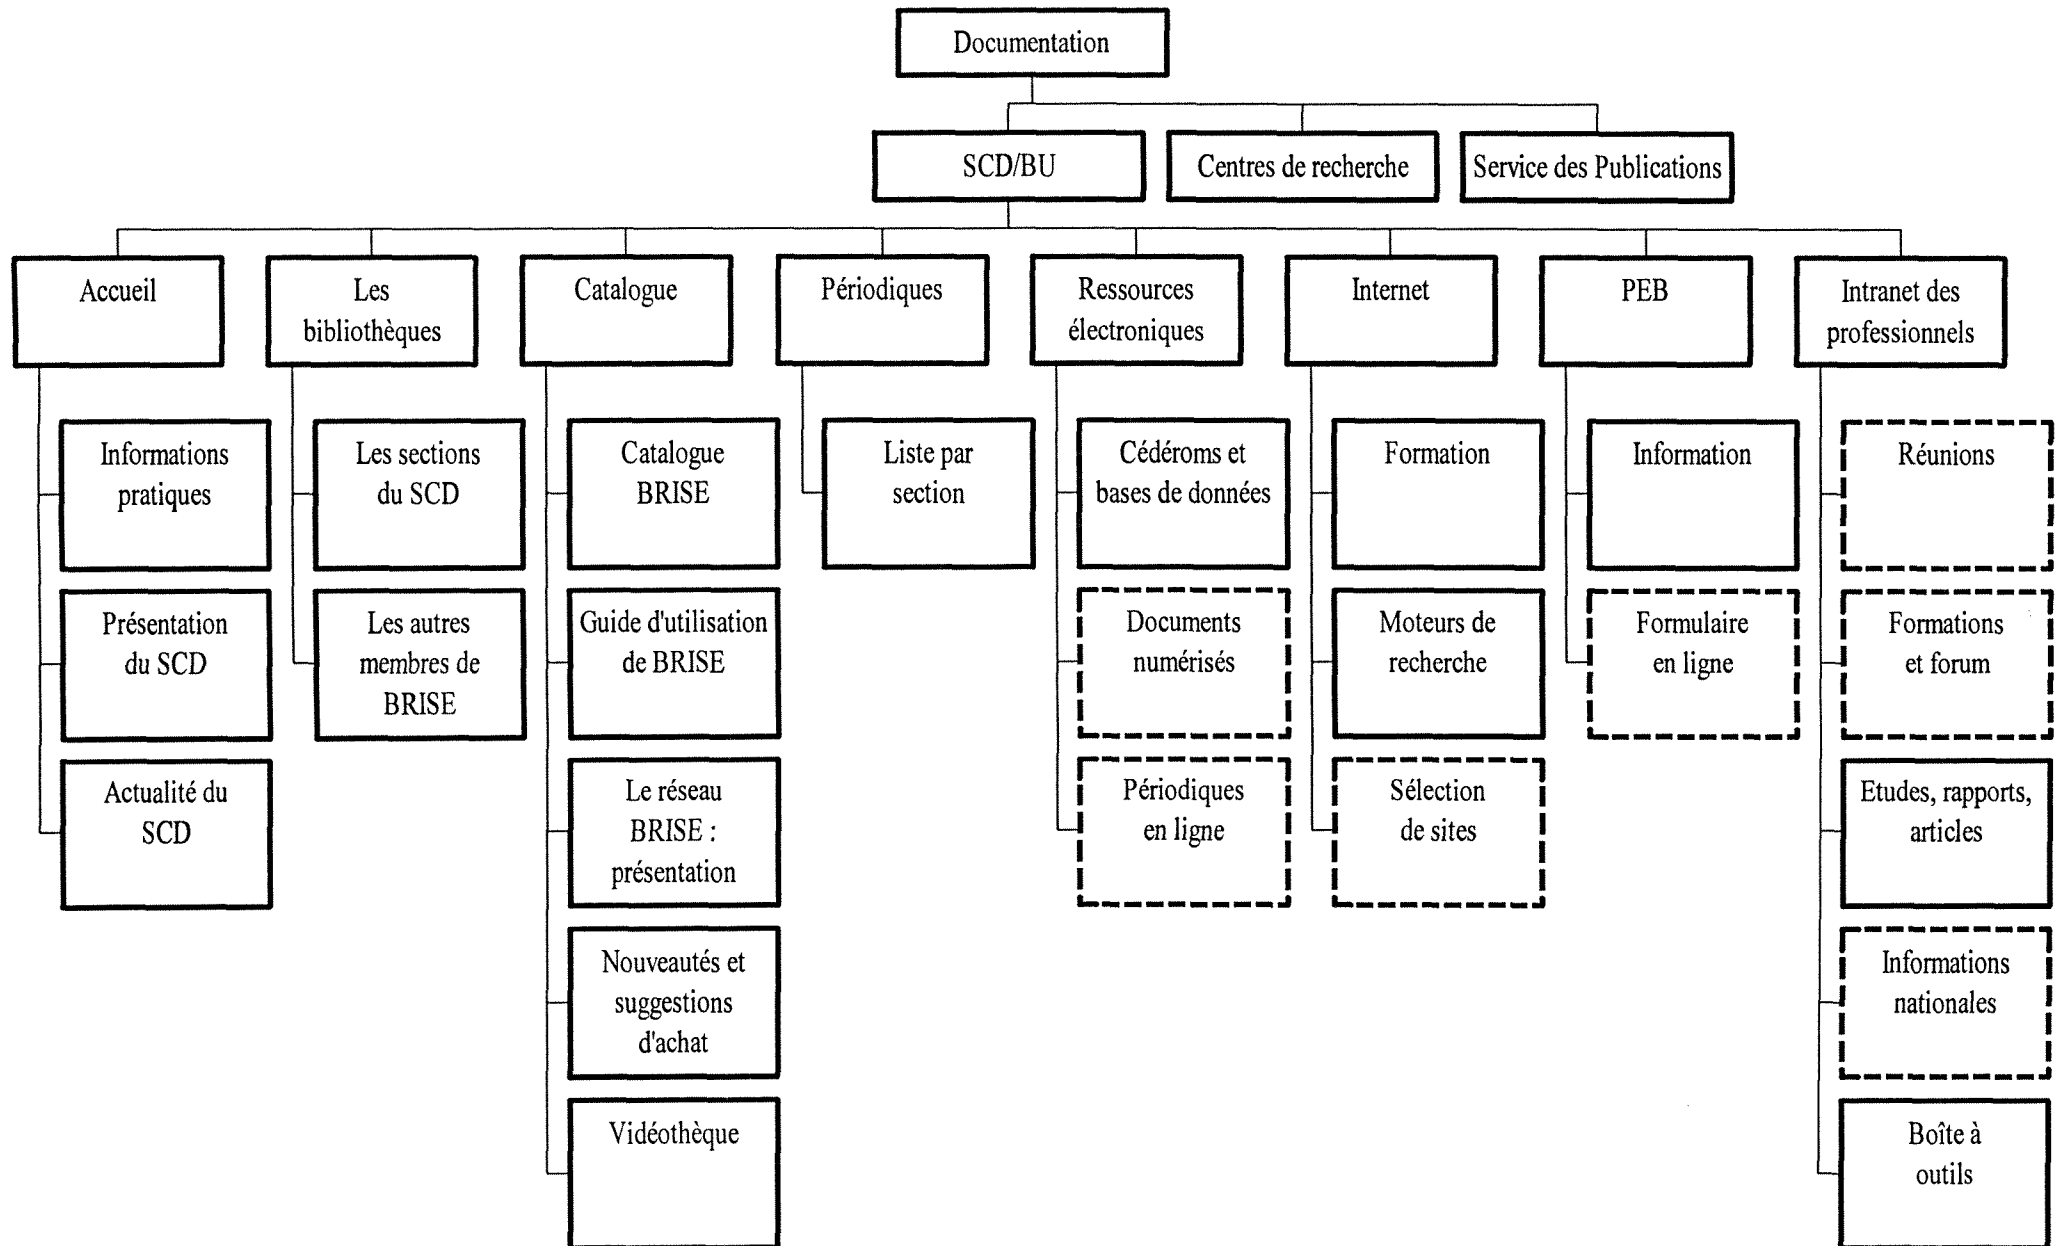 Documentation
SCD/BU
Centres de recherche
Service des Publications
Accueil
Les
bibliothèques
Catalogue
Périodiques
Ressources
électroniques
Internet
PEB
Intranet des
professionnels
Informations
pratiques
Présentation
du SCD
Actualité du
SCD
Les sections
du SCD
Les autres
membres de
BRISE
Catalogue
BRISE
Guide d'utilisation
de BRISE
Le réseau
BRISE :
présentation
Nouveautés et
suggestions
d'achat
Vidéothèque
Liste par
section
Cédéroms et
bases de données
Documents
numérisés
Périodiques
en ligne
Formation
Moteurs de
recherche
Sélection
de sites
Information
Formulaire
en ligne
Réunions
Formations
et forum
Etudes, rapports,
articles
Informations
nationales
Boîte à
outils